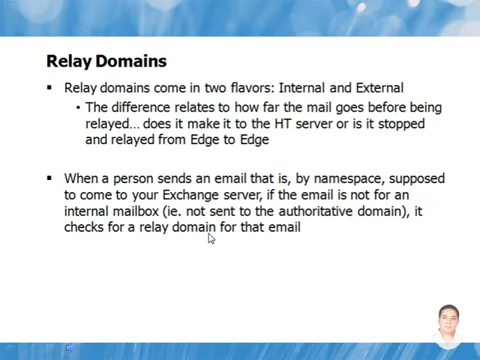 Relay Domains
▪ Relay domains come in two flavors: Internal and External
• The difference relates to how far the mail goes before being
relayed… does it make it to the HT server or is it stopped
and relayed from Edge to Edge
▪ When a person sends an email that is, by namespace, supposed
to come to your Exchange server, if the email is not for an
internal mailbox (ie. not sent to the authoritative domain), it
checks for a relay domain for that email